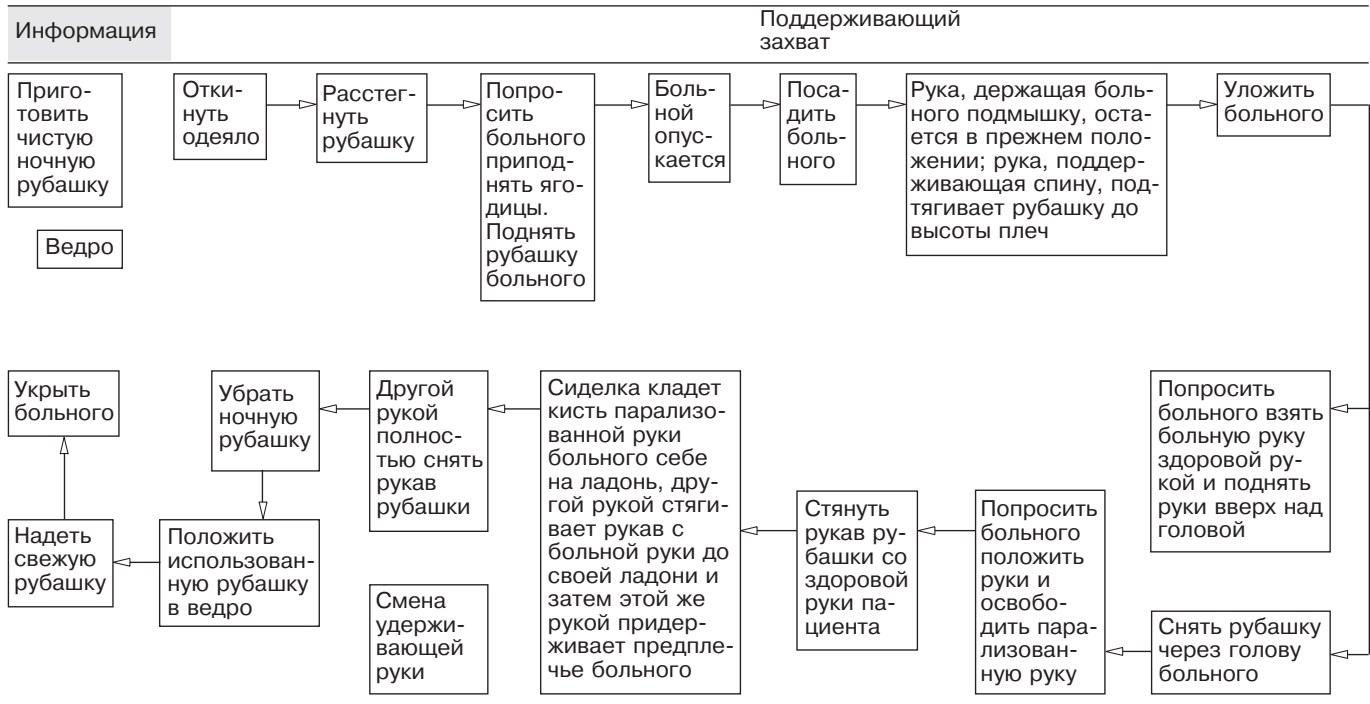 Информация
Поддерживающий
захват
Приго-
товить
чистую
ночную
рубашку
Ведро
Отки-
нуть
одеяло
Расстег-
нуть
рубашку
Попро-
сить
больного
припод-
нять яго-
дицы.
Поднять
рубашку
больного
Боль-
ной
опус-
кается
Поса-
дить
боль-
ного
Рука, держащая боль-
ного подмышку, оста-
ется в прежнем поло-
жении; рука, поддер-
живающая спину, под-
тягивает рубашку до
высоты плеч
Уложить
больного
Попросить
больного взять
больную руку
здоровой ру-
кой и поднять
руки вверх над
головой
Снять рубашку
через голову
больного
Попросить
больного
положить
руки и
освобо-
дить пара-
лизован-
ную руку
Стянуть
рукав ру-
башки со
здоровой
руки па-
циента
Сиделка кладет
кисть парализо-
ванной руки
больного себе
на ладонь, дру-
гой рукой стяги-
вает рукав с
больной руки до
своей ладони и
затем этой же
рукой придер-
живает предпле-
чье больного
Другой
рукой
полнос-
тью снять
рукав
рубашки
Смена
удержи-
вающей
руки
Убрать
ночную
рубашку
Положить
использован-
ную рубашку
в ведро
Надеть
свежую
рубашку
Укрыть
больного